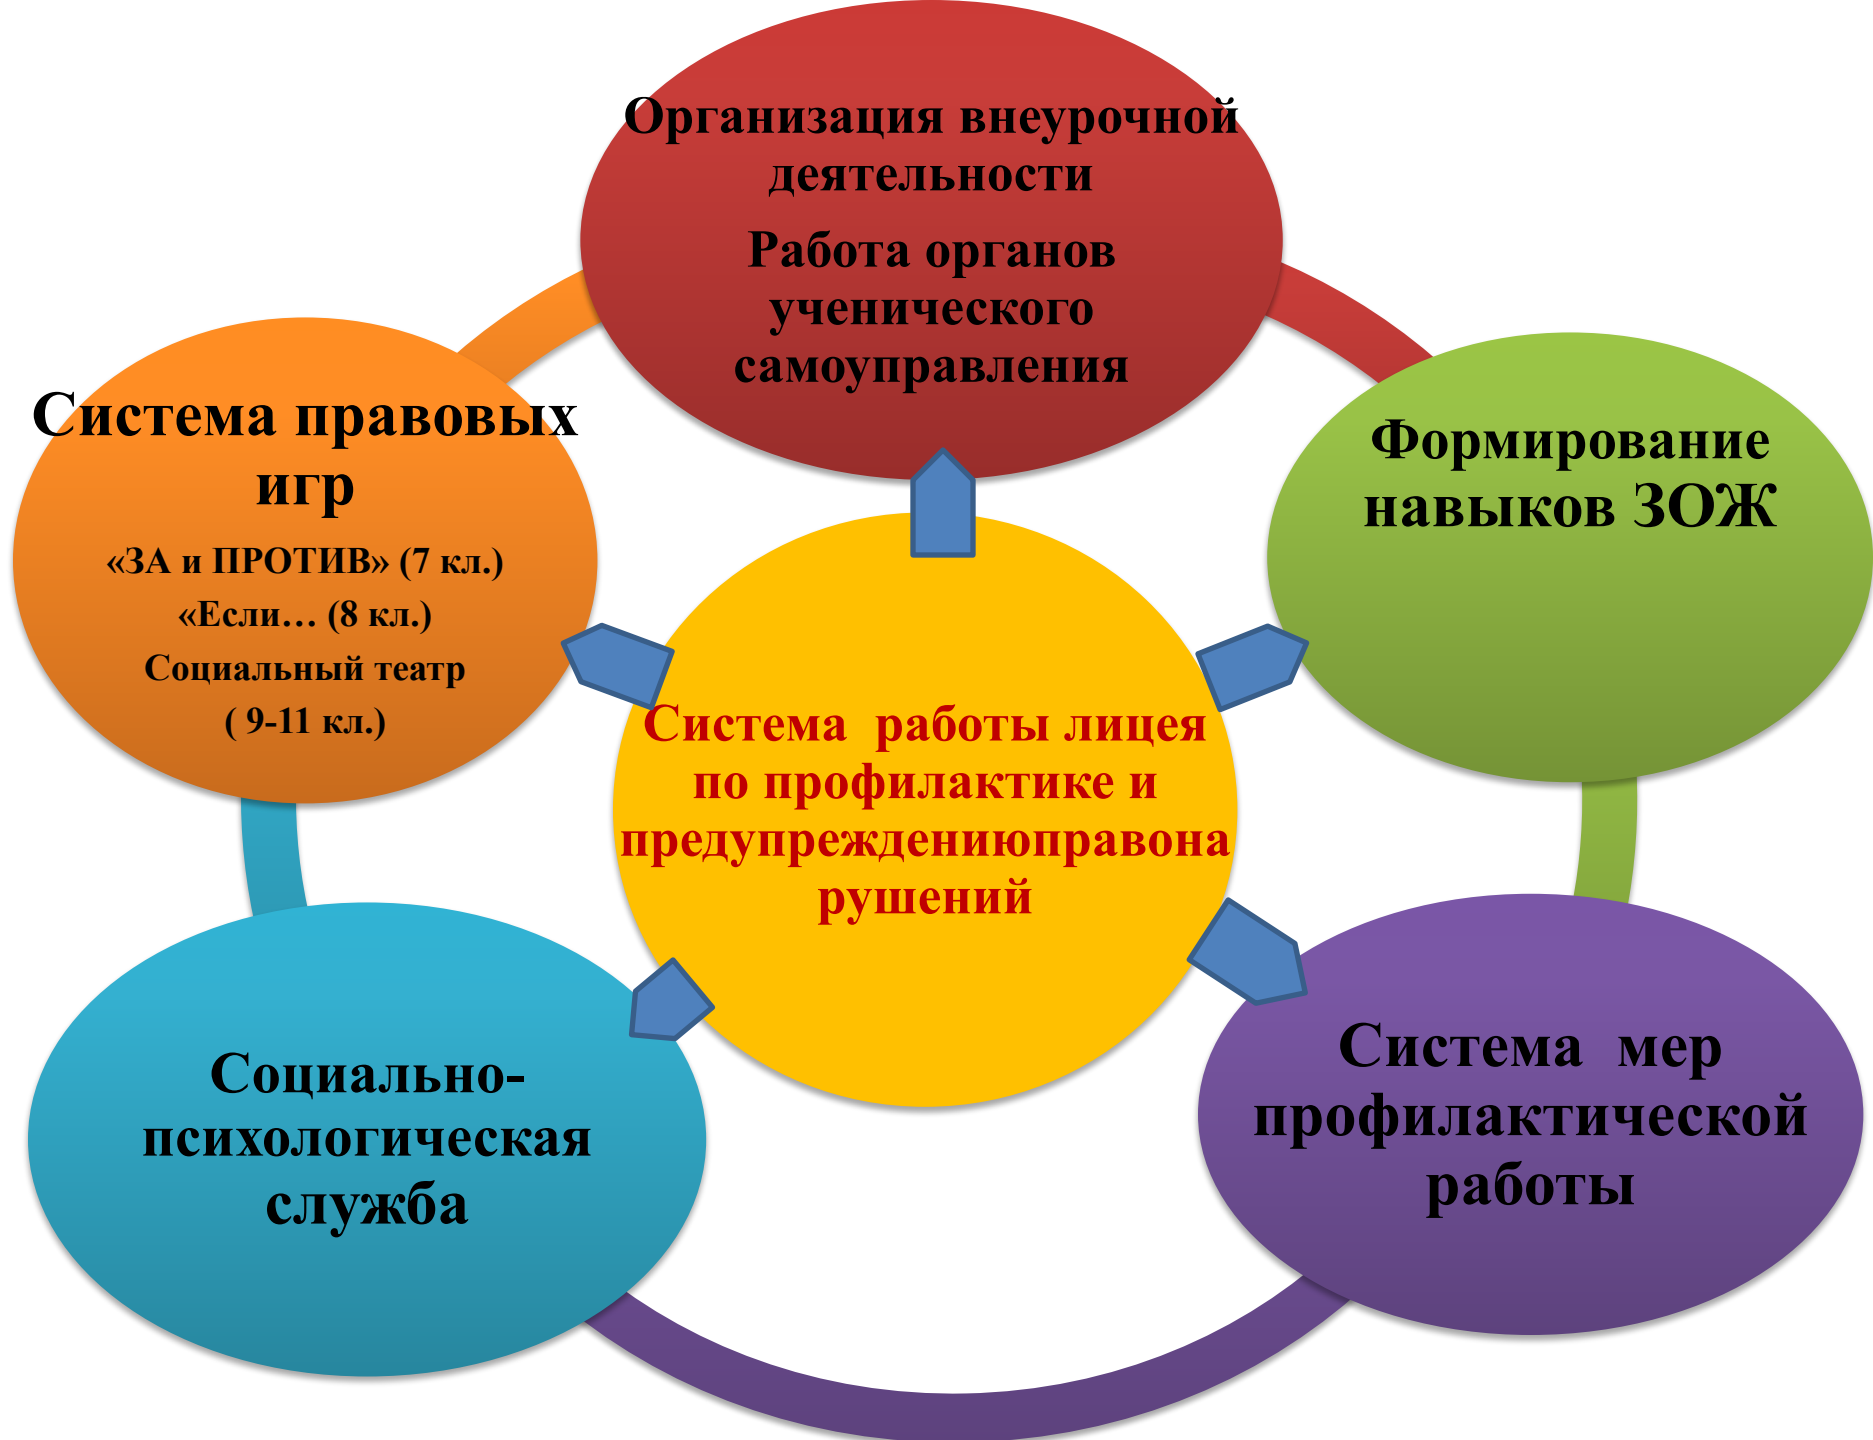 Организация внеурочной
деятельности
Работа органов
ученического
самоуправления
Система правовых
игр
«ЗА и ПРОТИВ» (7 кл.)
«Если… (8 кл.)
Социальный театр
( 9-11 кл.)
Формирование
навыков ЗОЖ
Система  работы лицея
по профилактике и
предупреждениюправона
рушений
Социально-
психологическая
служба
Система  мер
профилактической
работы